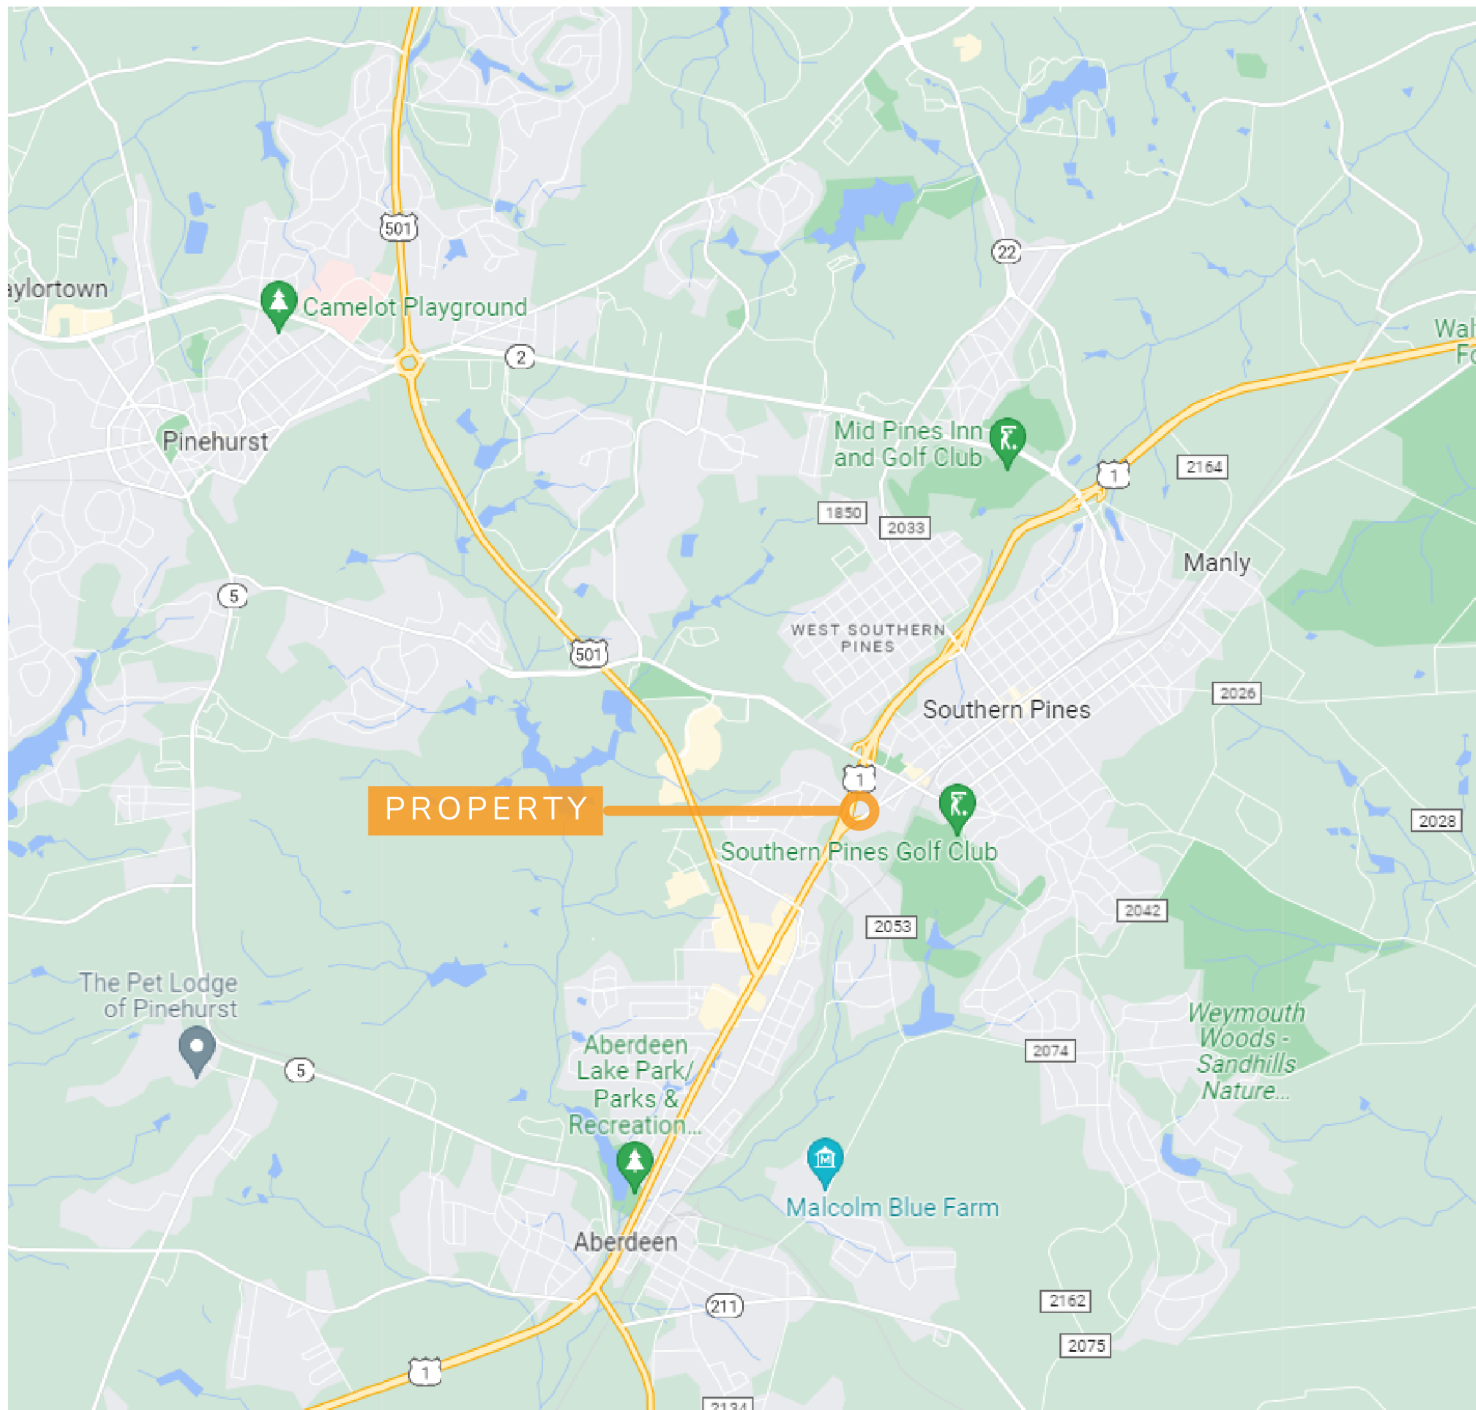 501
22
aylortown
Camelot Playground
Wal
Fo
2
Pinehurst
Mid Pines Inn
and Golf Club
1
2164
1850
2033
Manly
5
WEST SOUTHERN
PINES
501
2026
Southern Pines
1
PROPERTY
2028
Southern Pines Golf Club
2042
2053
The Pet Lodge
of Pinehurst
Weymouth
Woods -
Sandhills
Nature...
Aberdeen
Lake Park/
Parks &
Recreation...
2074
5
Malcolm Blue Farm
Aberdeen
2162
211
2075
1
2134